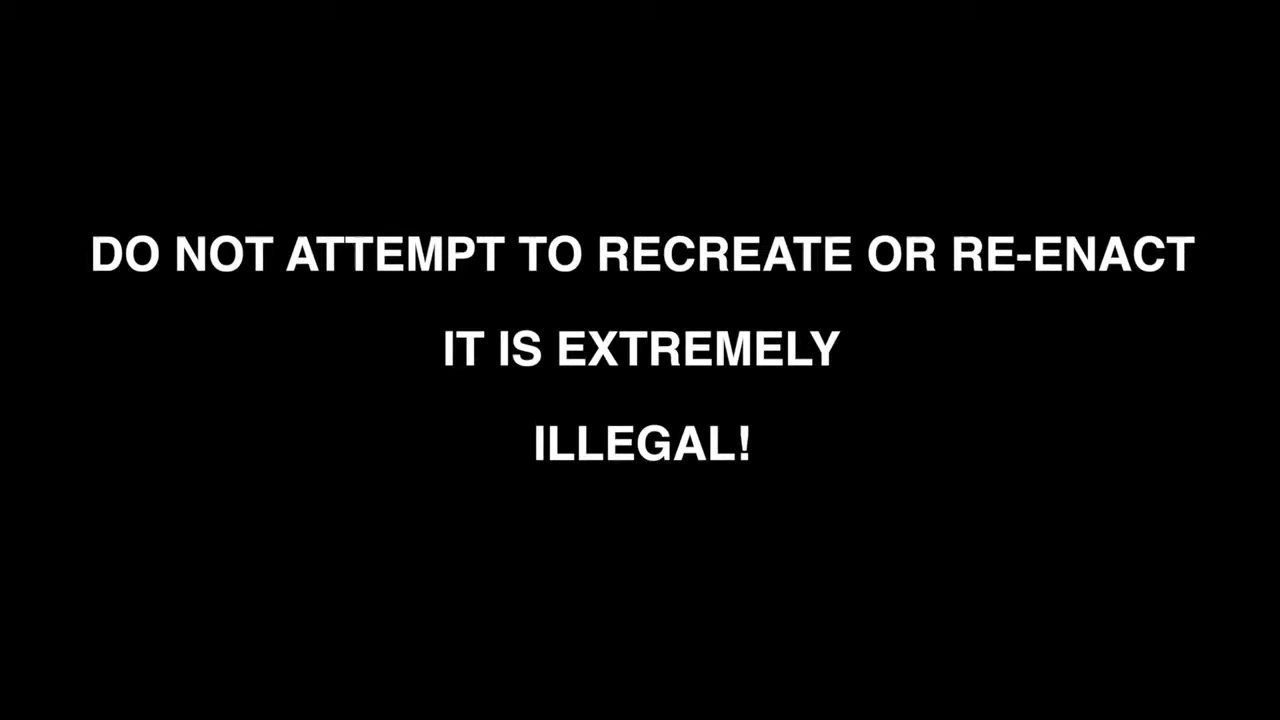 DO NOT ATTEMPT TO RECREATE OR RE-ENACT
IT IS EXTREMELY
ILLEGAL!